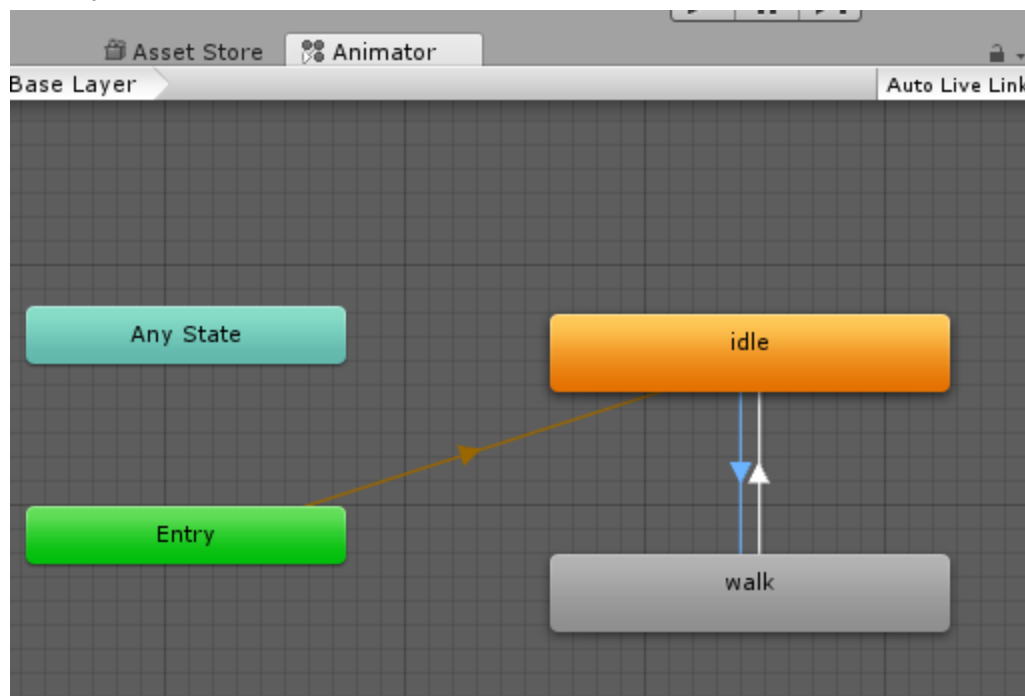 Asset Store
Animator
Base Layer
Auto Live Link
Any State
idle
Entry
walk